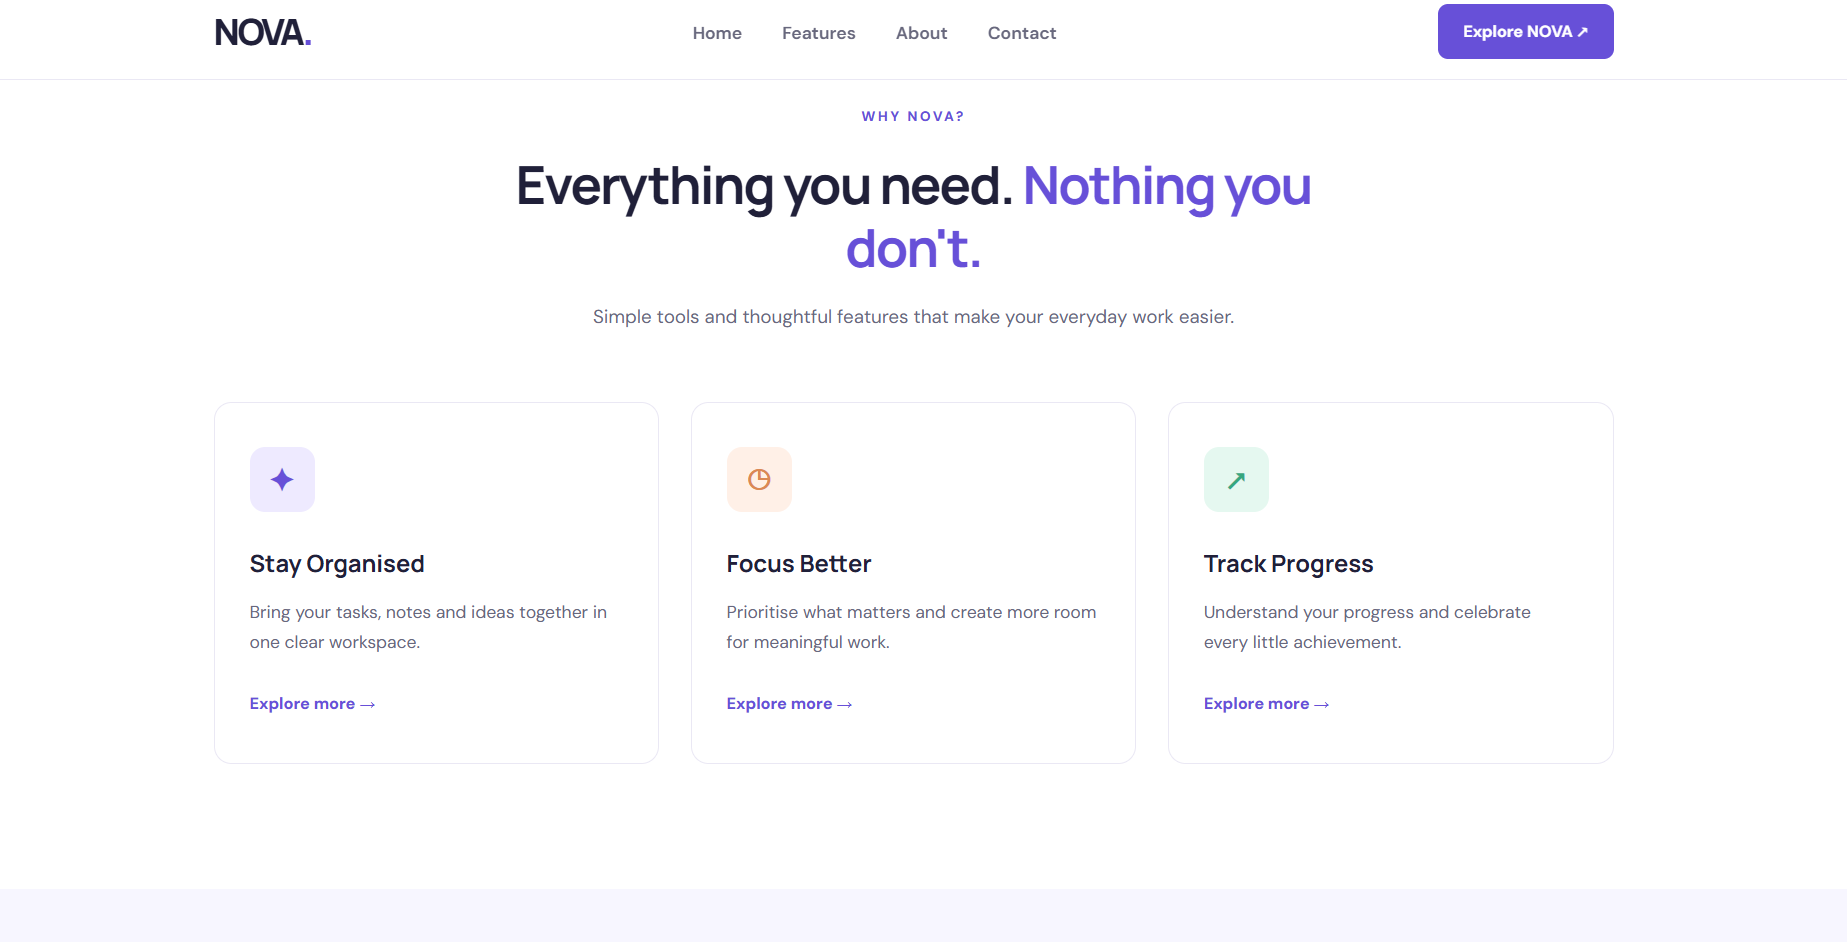 NOVA.
Home
Features
About
Contact
Explore NOVA ↗
WHY NOVA?
Everything you need. Nothing you
don't.
Simple tools and thoughtful features that make your everyday work easier.
Stay Organised
Bring your tasks, notes and ideas together in
one clear workspace.
Explore more →
Focus Better
Prioritise what matters and create more room
for meaningful work.
Explore more →
Track Progress
Understand your progress and celebrate
every little achievement.
Explore more →